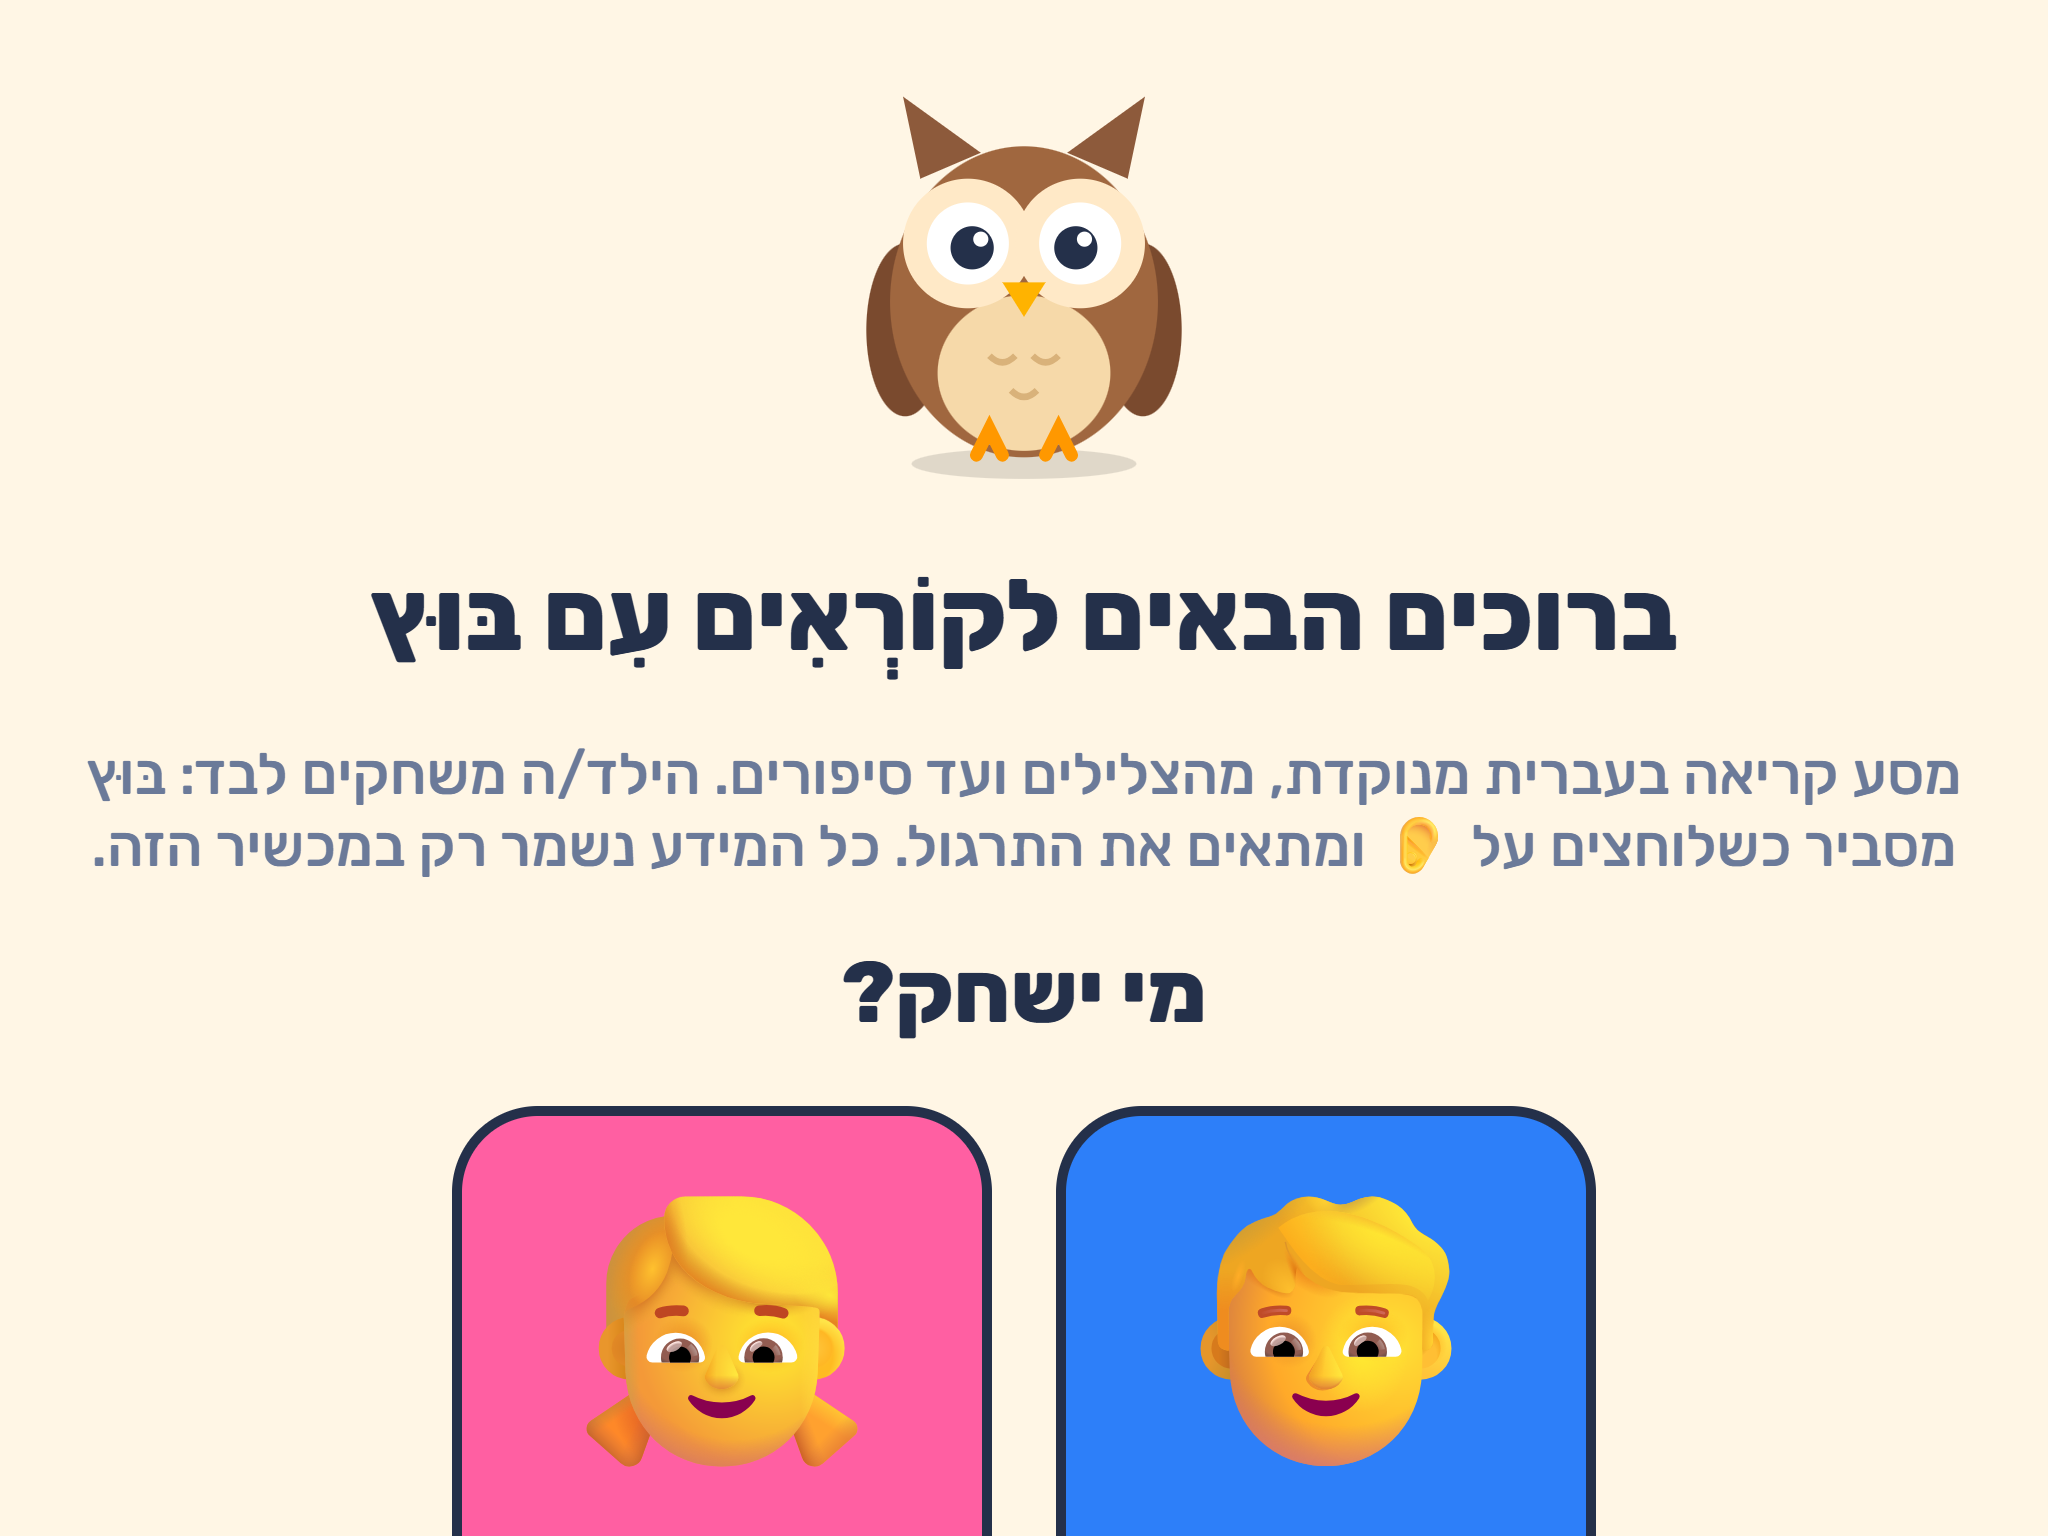 ברוכים הבאים לקוֹרְאִים עִם בּוּץ
מסע קריאה בעברית מנוקדת, מהצלילים ועד סיפורים. הילד/ה משחקים לבד: בּוּץ
מסביר כשלוחצים על 👂 ומתאים את התרגול. כל המידע נשמר רק במכשיר הזה.
מי ישחק?